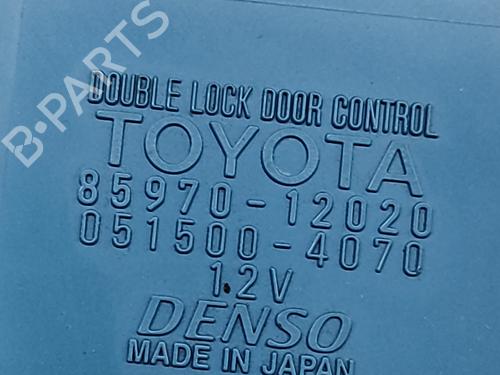 B-PARTS
DOUBLE LOCK DOOR CONTROL
TOYOTA
85970-12020
051500-4070
12V
DENSO
MADE IN JAPAN